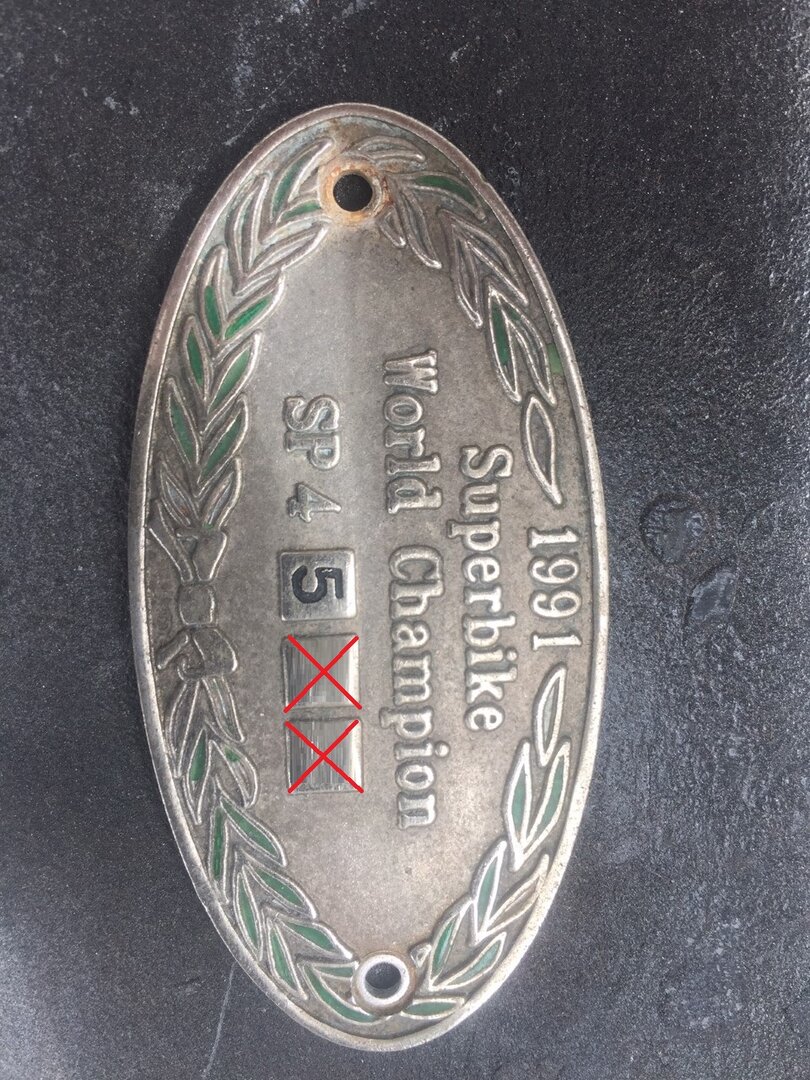 1991
Superbike
World Champion
SP 4 5